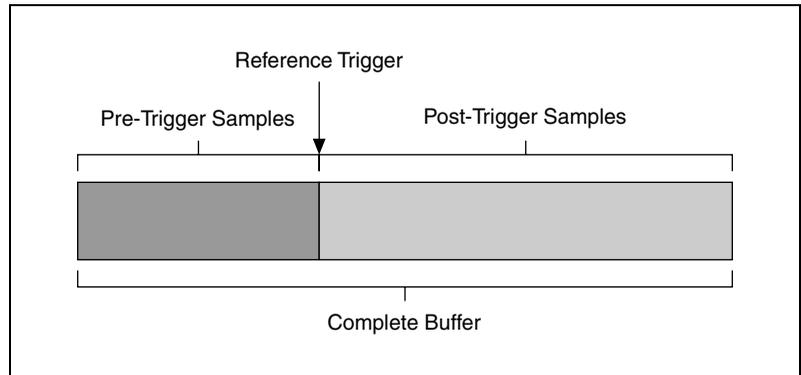 Reference Trigger
Pre-Trigger Samples
Post-Trigger Samples
Complete Buffer